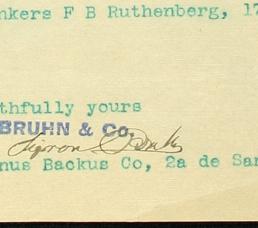 nkers F B Ruthenberg, 17
thfully yours
BRUHN & Co.
nus Backus Co, 2a de San